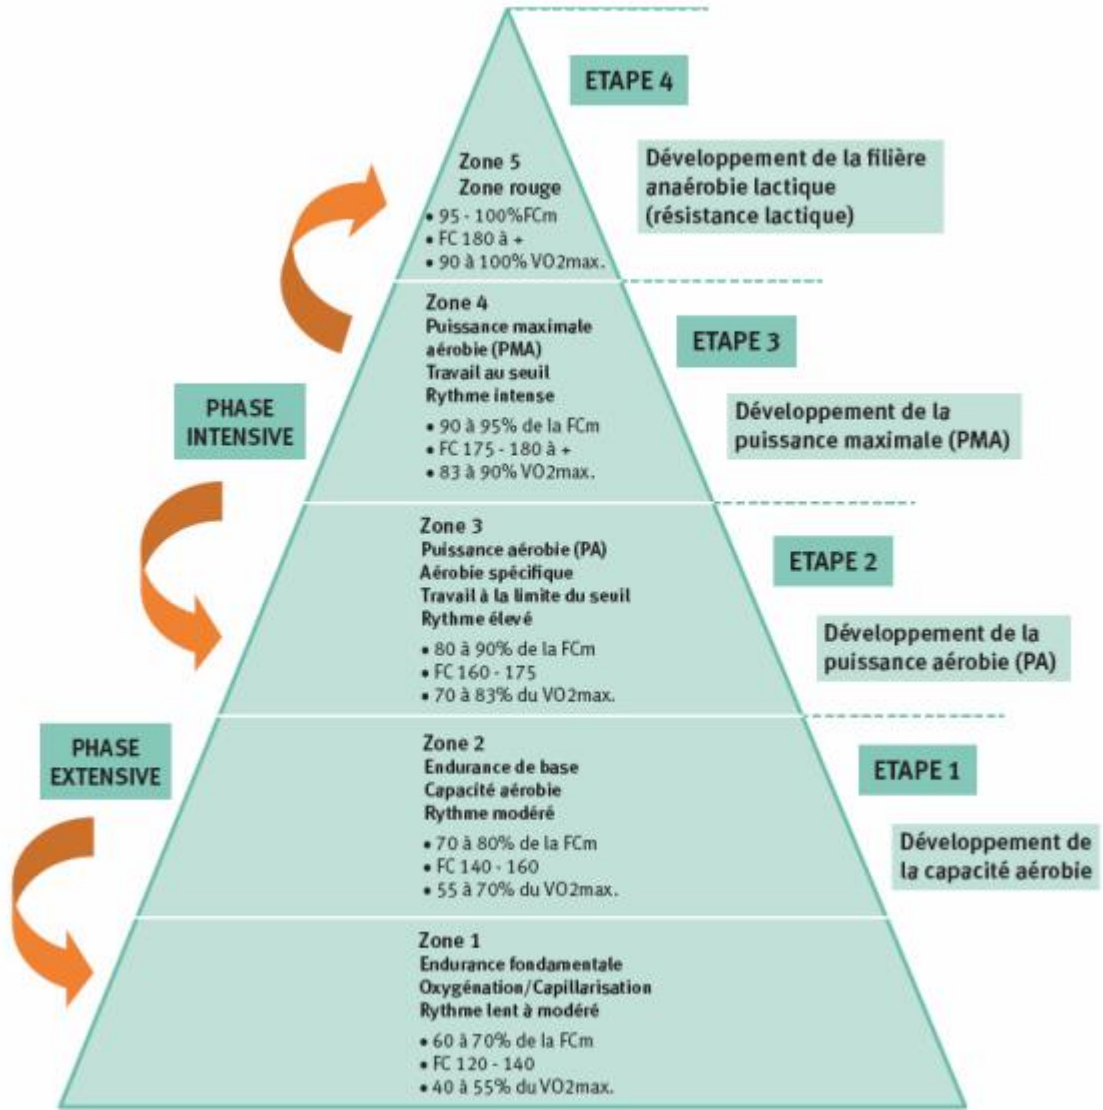 ETAPE 4
Développement de la filière
anaérobie lactique
(résistance lactique)
Zone 5
Zone rouge
• 95 - 100%FCm
• FC 180 à +
• 90 à 100% VO2max.
ETAPE 3
Développement de la
puissance maximale (PMA)
Zone 4
Puissance maximale
aérobie (PMA)
Travail au seuil
Rythme intense
• 90 à 95% de la FCm
• FC 175 - 180 à +
• 83 à 90% VO2max.
PHASE
INTENSIVE
ETAPE 2
Développement de la
puissance aérobie (PA)
Zone 3
Puissance aérobie (PA)
Aérobie spécifique
Travail à la limite du seuil
Rythme élevé
• 80 à 90% de la FCm
• FC 160 - 175
• 70 à 83% du VO2max.
PHASE
EXTENSIVE
ETAPE 1
Développement de
la capacité aérobie
Zone 2
Endurance de base
Capacité aérobie
Rythme modéré
• 70 à 80% de la FCm
• FC 140 - 160
• 55 à 70% du VO2max.
Zone 1
Endurance fondamentale
Oxygénation/Capillarisation
Rythme lent à modéré
• 60 à 70% de la FCm
• FC 120 - 140
• 40 à 55% du VO2max.